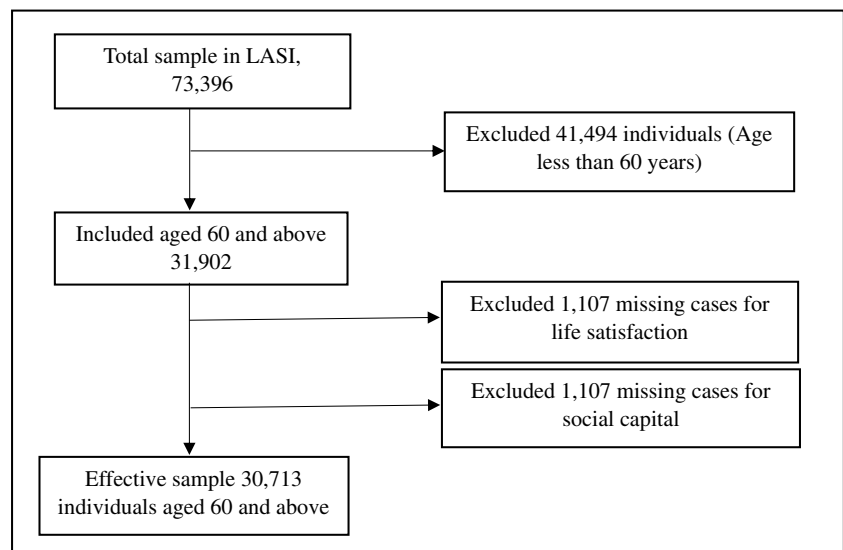 Total sample in LASI,
73,396
Excluded 41,494 individuals (Age
less than 60 years)
Included aged 60 and above
31,902
Excluded 1,107 missing cases for
life satisfaction
Excluded 1,107 missing cases for
social capital
Effective sample 30,713
individuals aged 60 and above